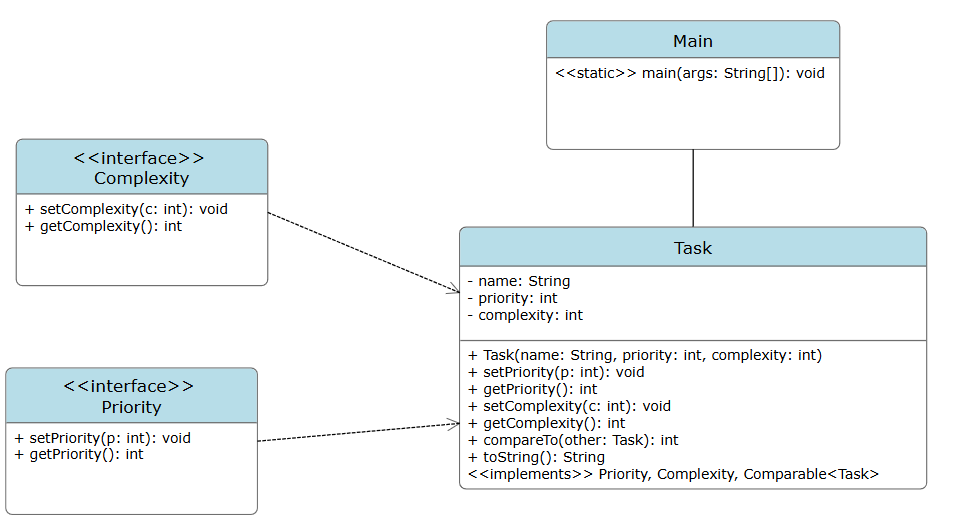 Main
<<static>> main(args: String[]): void
<<interface>>
Complexity
+ setComplexity(c: int): void
+ getComplexity(): int
Task
- name: String
- priority: int
- complexity: int
+ Task(name: String, priority: int, complexity: int)
+ setPriority(p: int): void
+ getPriority(): int
+ setComplexity(c: int): void
+ getComplexity(): int
+ compareTo(other: Task): int
+ toString(): String
<<implements>> Priority, Complexity, Comparable<Task>
<<interface>>
Priority
+ setPriority(p: int): void
+ getPriority(): int